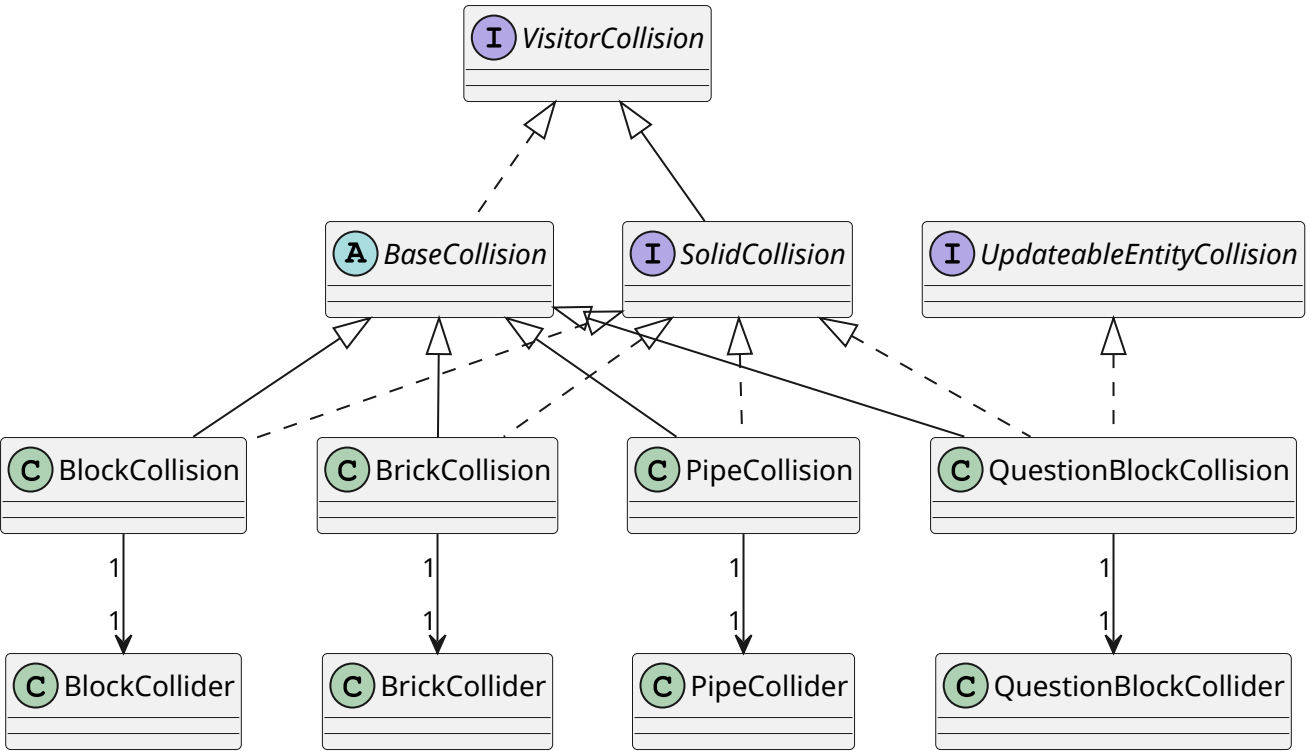 I VisitorCollision
A BaseCollision
I SolidCollision
I UpdateableEntityCollision
C BlockCollision
C BrickCollision
C PipeCollision
C QuestionBlockCollision
1
1
1
1
1
1
1
1
C BlockCollider
C BrickCollider
C PipeCollider
C QuestionBlockCollider